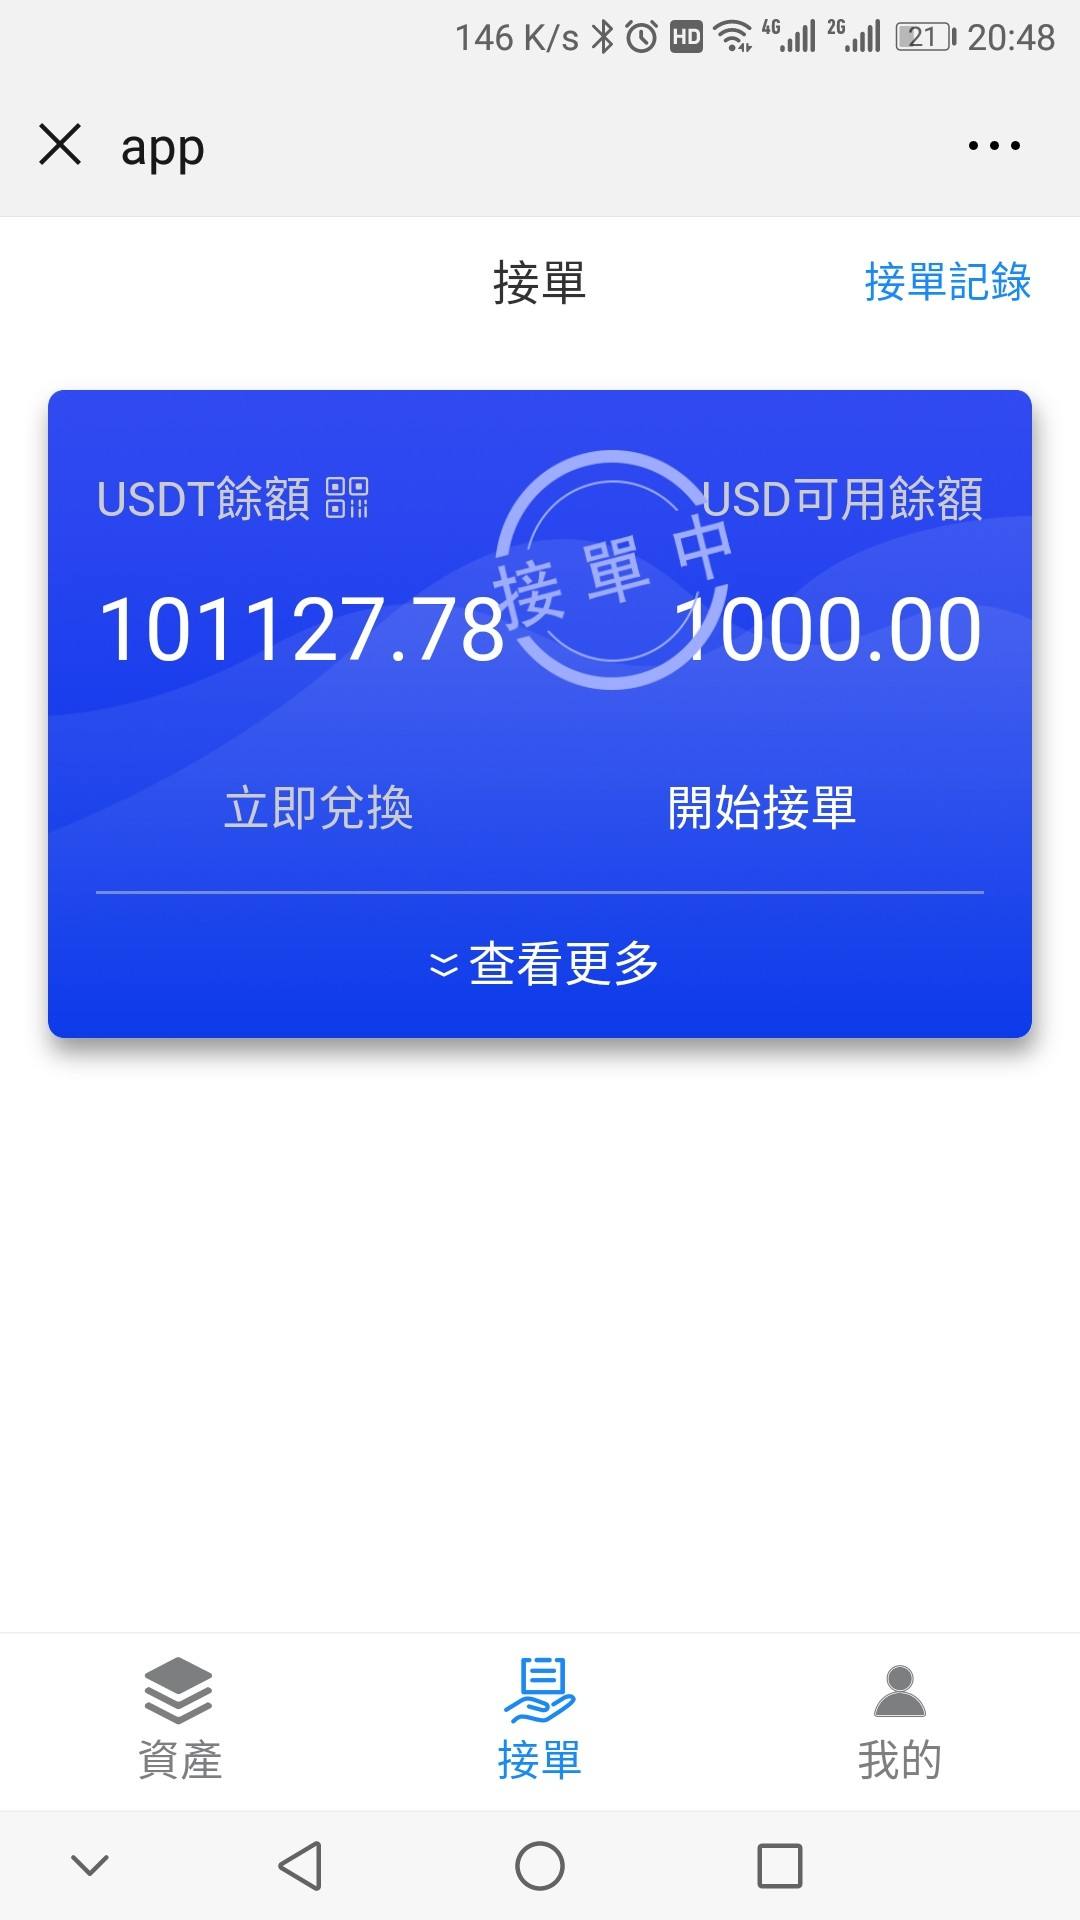 146 K/s HD 4G 2G 21 20:48
app
接單
接單記錄
USDT餘額
USD可用餘額
接單中
101127.78
1000.00
立即兌換
開始接單
查看更多
資產
接單
我的